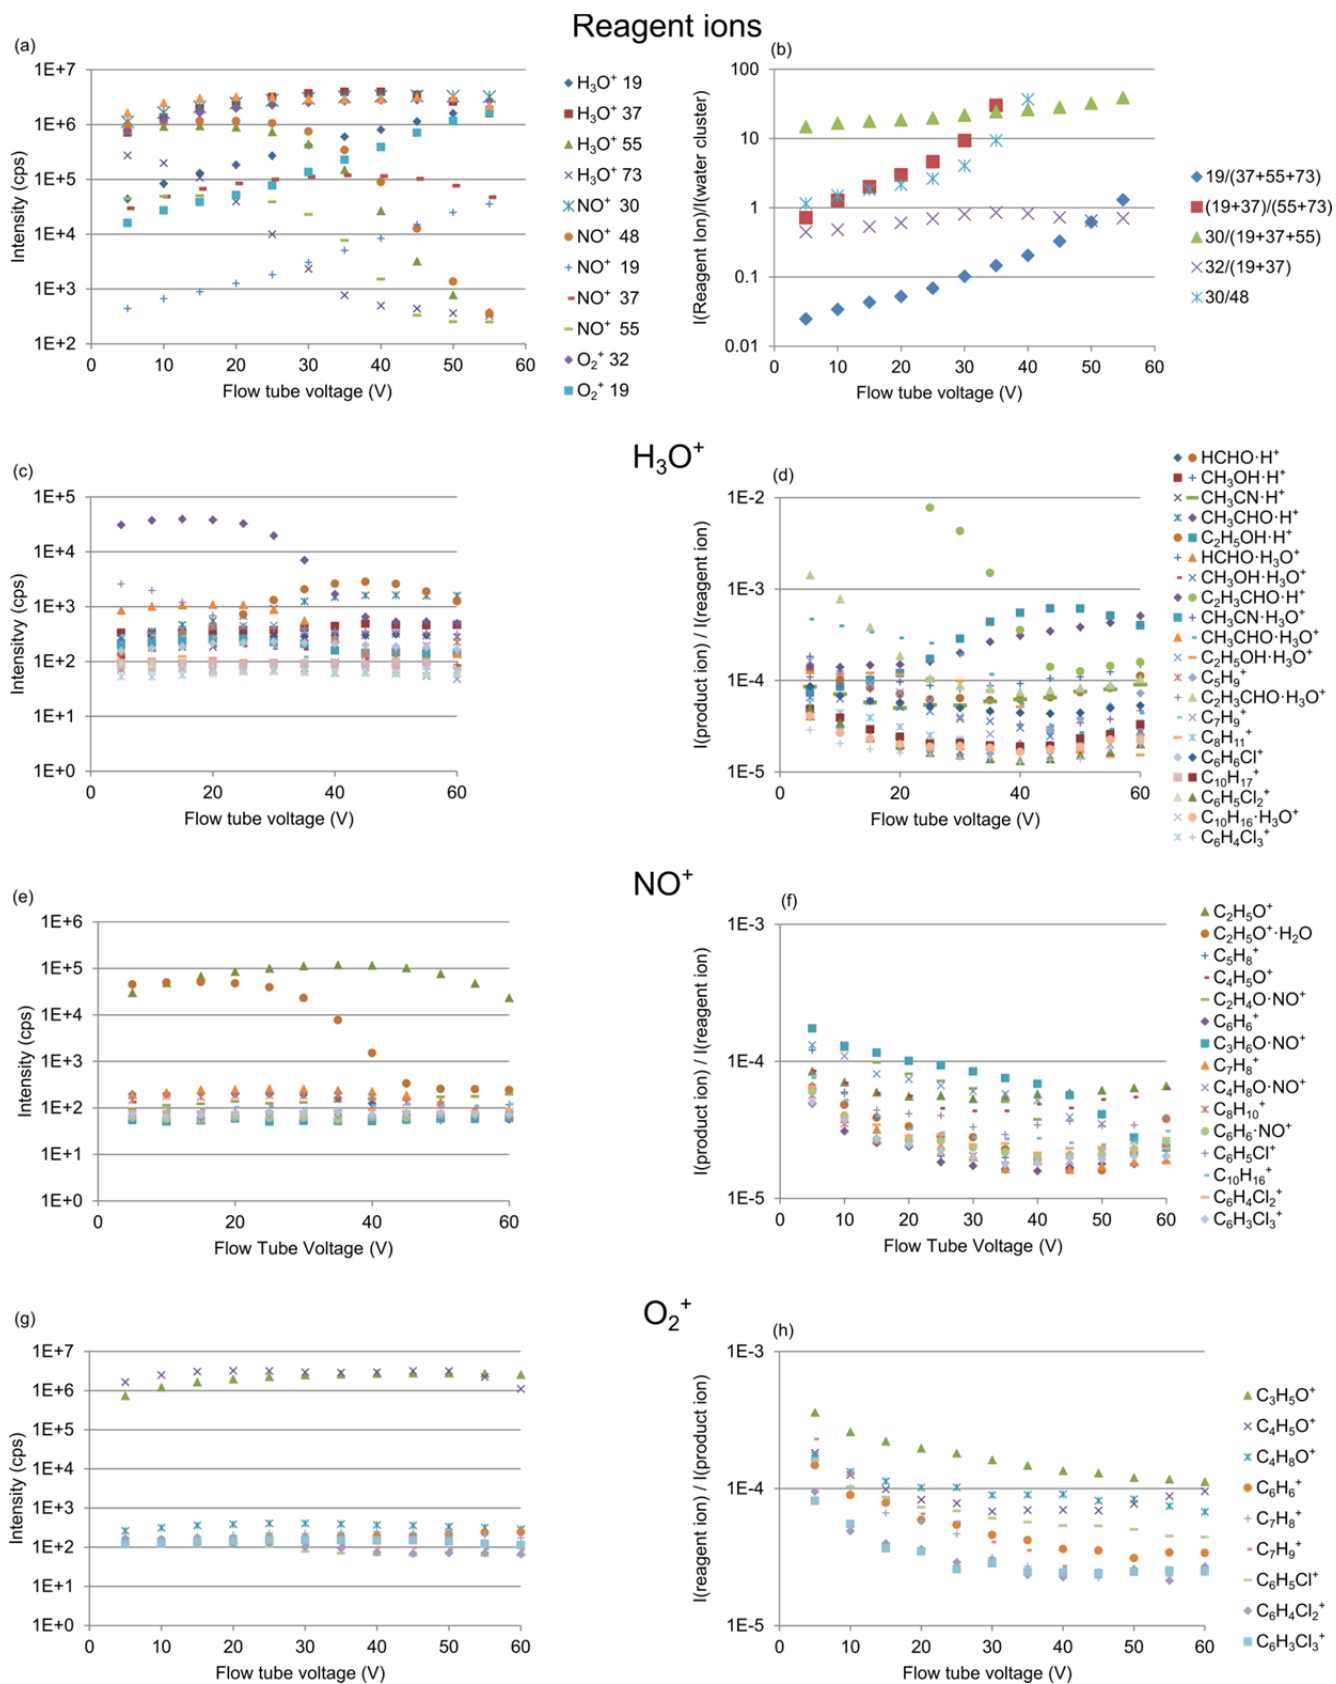 Reagent ions
(a)
1E+7
1E+6
1E+5
1E+4
1E+3
1E+2
Intensity (cps)
0 10 20 30 40 50 60
Flow tube voltage (V)
H₃O⁺ 19
H₃O⁺ 37
H₃O⁺ 55
H₃O⁺ 73
NO⁺ 30
NO⁺ 48
NO⁺ 19
NO⁺ 37
NO⁺ 55
O₂⁺ 32
O₂⁺ 19
(b)
100
10
1
0.1
0.01
I(Reagent Ion)/I(water cluster)
0 10 20 30 40 50 60
Flow tube voltage (V)
19/(37+55+73)
(19+37)/(55+73)
30/(19+37+55)
32/(19+37)
30/48
H₃O⁺
(c)
1E+5
1E+4
1E+3
1E+2
1E+1
1E+0
Intensitvy (cps)
0 20 40 60
Flow tube voltage (V)
(d)
1E-2
1E-3
1E-4
1E-5
I(product ion) / I(reagent ion)
0 20 40 60
Flow tube voltage (V)
HCHO·H⁺
CH₃OH·H⁺
CH₃CN·H⁺
CH₃CHO·H⁺
C₂H₅OH·H⁺
HCHO·H₃O⁺
CH₃OH·H₃O⁺
C₂H₃CHO·H⁺
CH₃CN·H₃O⁺
CH₃CHO·H₃O⁺
C₂H₅OH·H₃O⁺
C₅H₉⁺
C₂H₃CHO·H₃O⁺
C₇H₉⁺
C₈H₁₁⁺
C₆H₆Cl⁺
C₁₀H₁₇⁺
C₆H₅Cl₂⁺
C₁₀H₁₆·H₃O⁺
C₆H₄Cl₃⁺
NO⁺
(e)
1E+6
1E+5
1E+4
1E+3
1E+2
1E+1
1E+0
Intensity (cps)
0 20 40 60
Flow Tube Voltage (V)
(f)
1E-3
1E-4
1E-5
I(product ion) / I(reagent ion)
0 10 20 30 40 50 60
Flow Tube Voltage (V)
C₂H₅O⁺
C₂H₅O⁺·H₂O
C₅H₈⁺
C₄H₅O⁺
C₂H₄O·NO⁺
C₆H₆⁺
C₃H₆O·NO⁺
C₇H₈⁺
C₄H₈O·NO⁺
C₈H₁₀⁺
C₆H₆·NO⁺
C₆H₅Cl⁺
C₁₀H₁₆⁺
C₆H₄Cl₂⁺
C₆H₃Cl₃⁺
O₂⁺
(g)
1E+7
1E+6
1E+5
1E+4
1E+3
1E+2
1E+1
1E+0
Intensity (cps)
0 10 20 30 40 50 60
Flow tube voltage (V)
(h)
1E-3
1E-4
1E-5
I(reagent ion) / I(product ion)
0 10 20 30 40 50 60
Flow tube voltage (V)
C₃H₅O⁺
C₄H₅O⁺
C₄H₈O⁺
C₆H₆⁺
C₇H₈⁺
C₇H₉⁺
C₆H₅Cl⁺
C₆H₄Cl₂⁺
C₆H₃Cl₃⁺